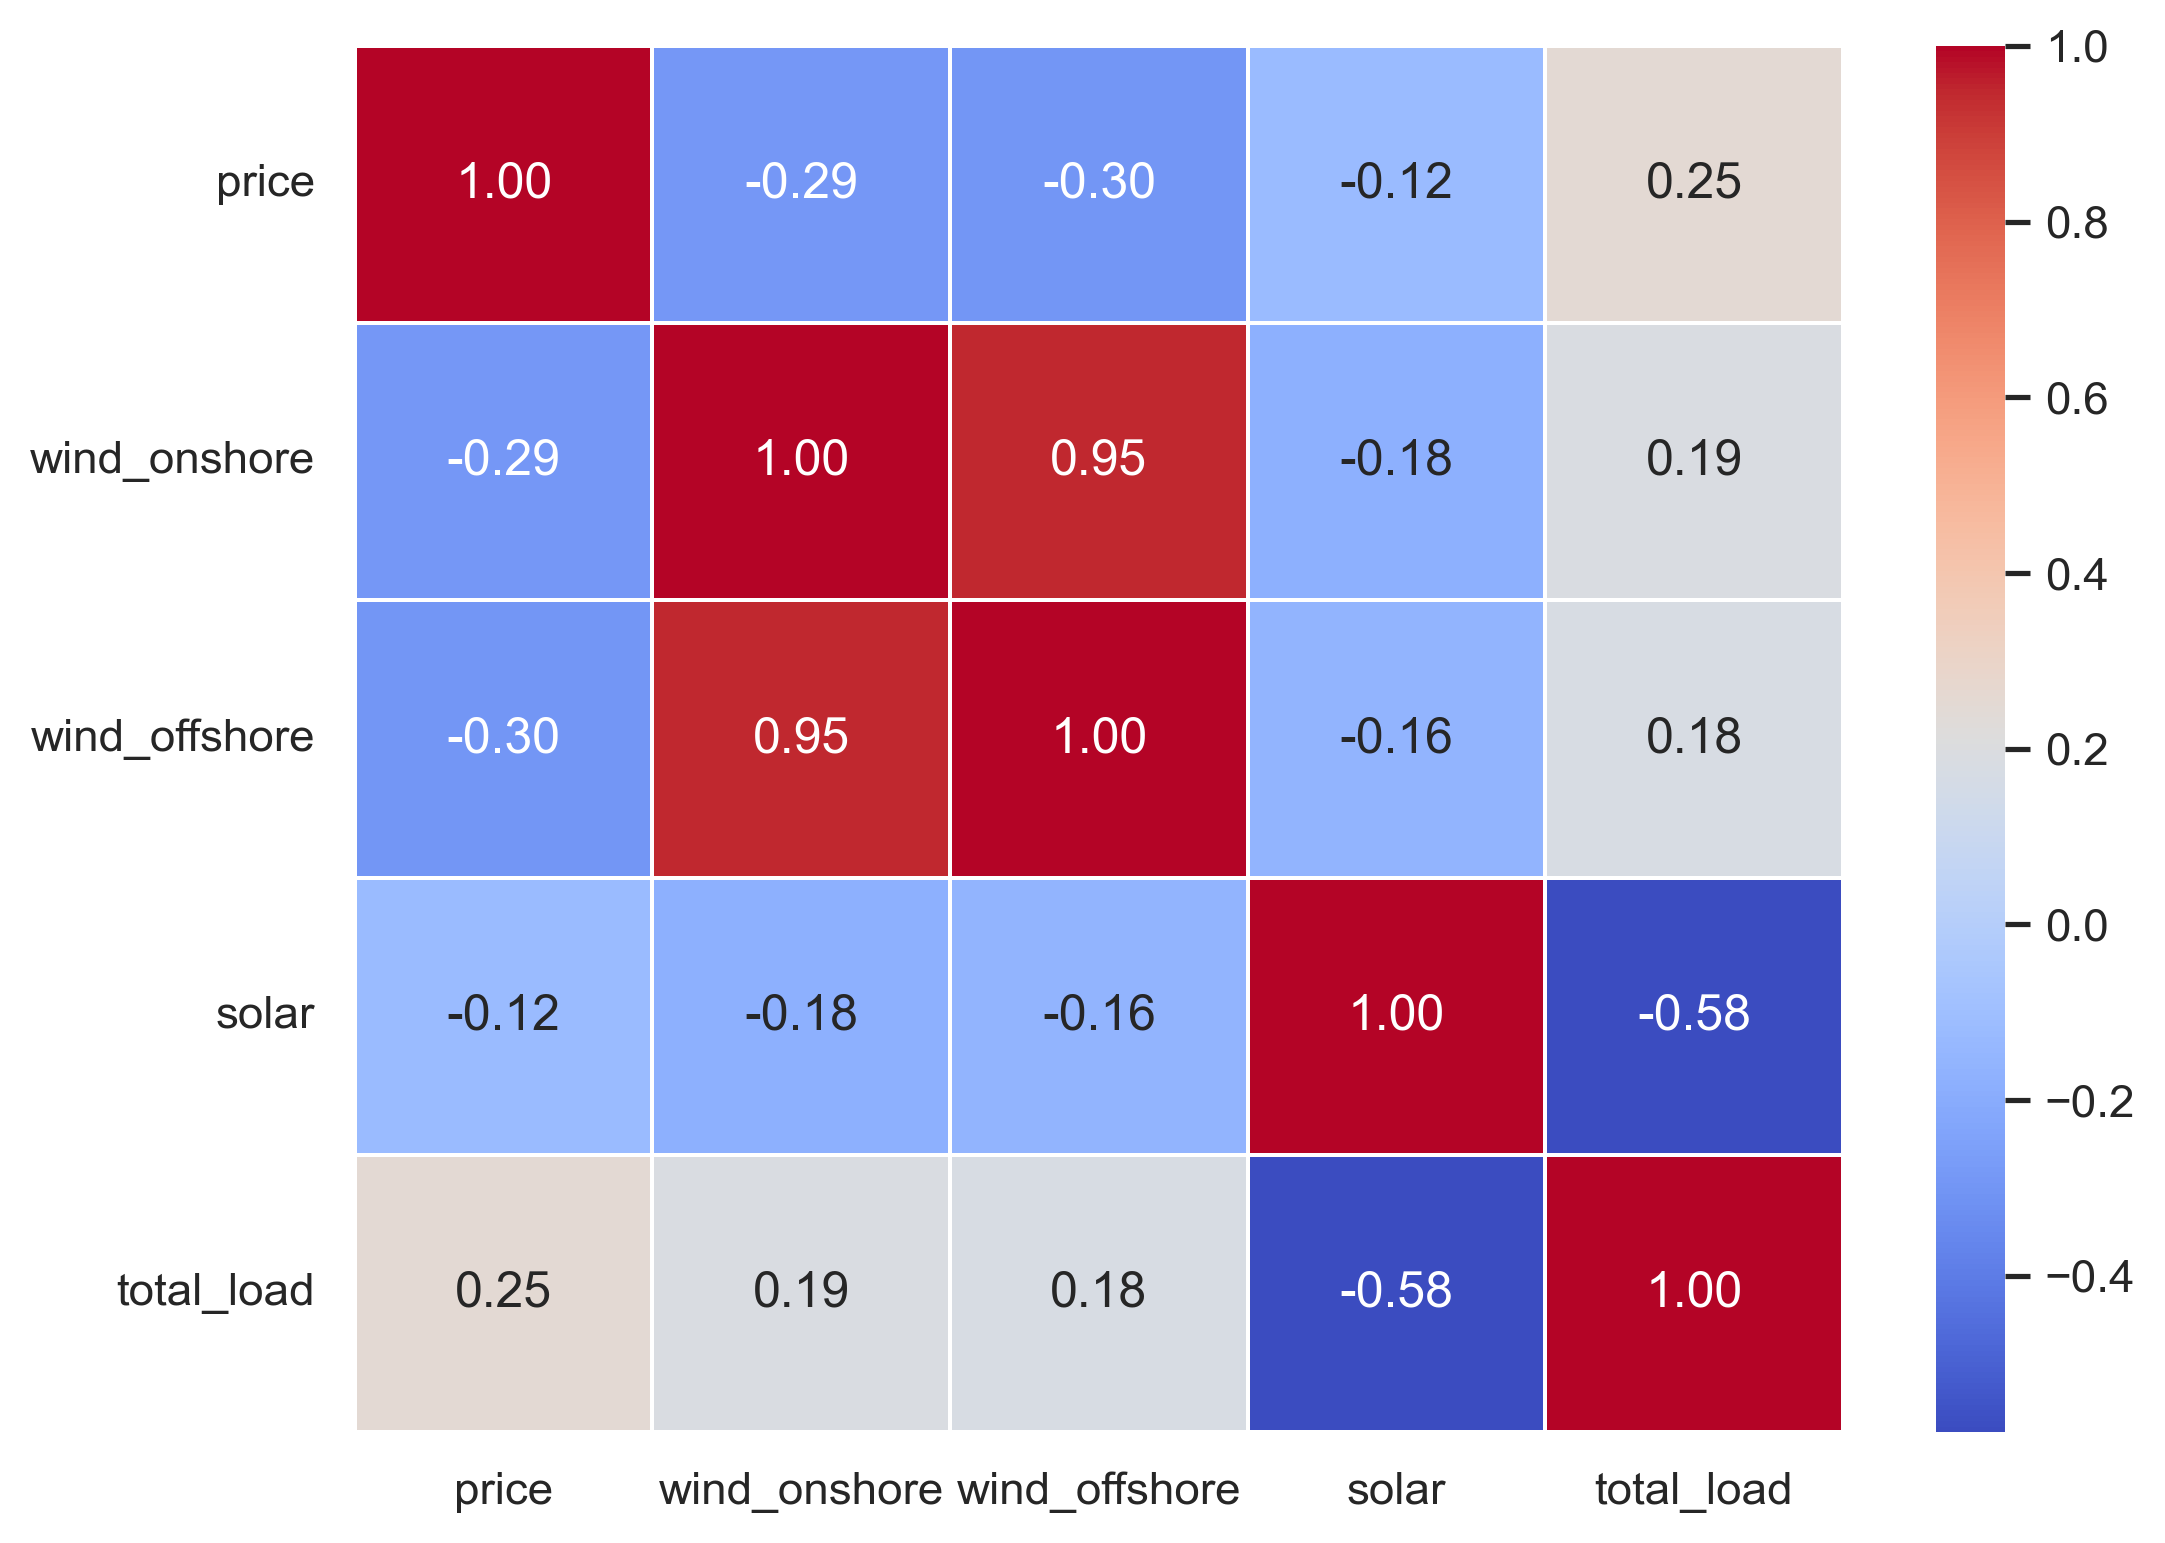 price 1.00 -0.29 -0.30 -0.12 0.25
wind_onshore -0.29 1.00 0.95 -0.18 0.19
wind_offshore -0.30 0.95 1.00 -0.16 0.18
solar -0.12 -0.18 -0.16 1.00 -0.58
total_load 0.25 0.19 0.18 -0.58 1.00
price wind_onshore wind_offshore solar total_load
1.0
0.8
0.6
0.4
0.2
0.0
−0.2
−0.4